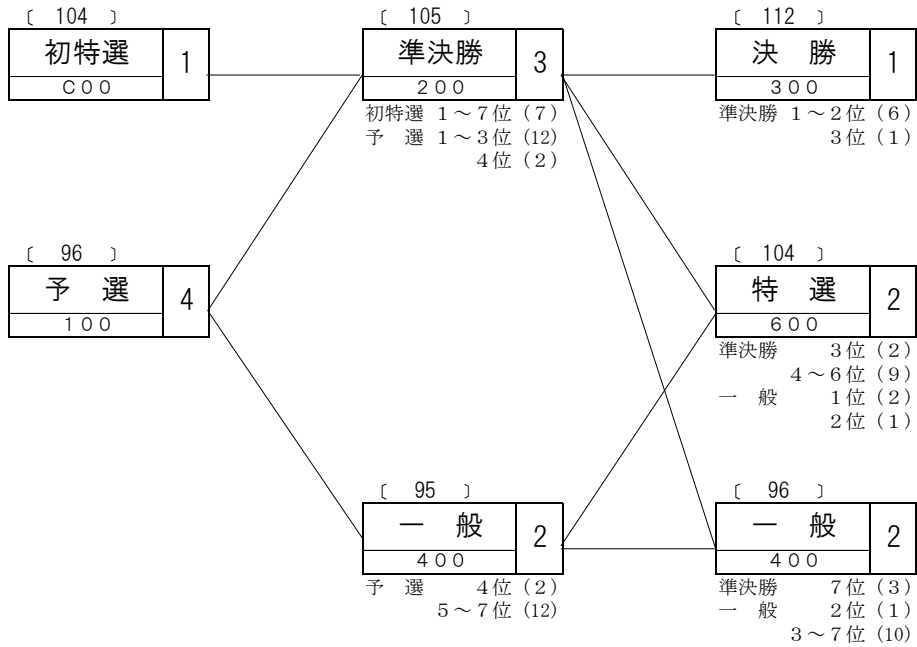 〔 104 〕
初特選 1
C00
〔 105 〕
準決勝 3
200
初特選 1～7位（7）
予 選 1～3位（12）
4位（2）
〔 112 〕
決 勝 1
300
準決勝 1～2位（6）
3位（1）
〔 96 〕
予 選 4
100
〔 104 〕
特 選 2
600
準決勝 3位（2）
4～6位（9）
一 般 1位（2）
2位（1）
〔 95 〕
一 般 2
400
予 選 4位（2）
5～7位（12）
〔 96 〕
一 般 2
400
準決勝 7位（3）
一 般 2位（1）
3～7位（10）